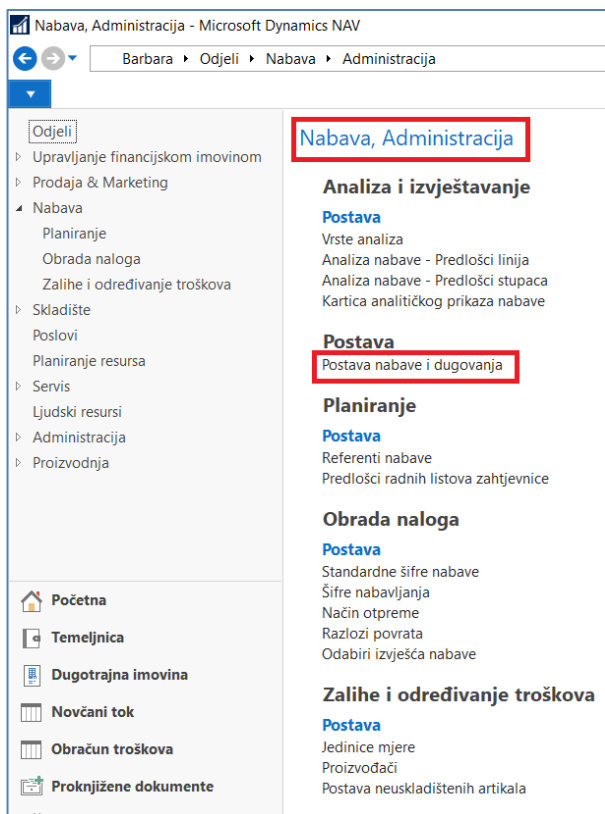 Nabava, Administracija - Microsoft Dynamics NAV
Barbara ▸ Odjeli ▸ Nabava ▸ Administracija
Odjeli
Upravljanje financijskom imovinom
Prodaja & Marketing
Nabava
Planiranje
Obrada naloga
Zalihe i određivanje troškova
Skladište
Poslovi
Planiranje resursa
Servis
Ljudski resursi
Administracija
Proizvodnja
Početna
Temeljnica
Dugotrajna imovina
Novčani tok
Obračun troškova
Proknjižene dokumente
Nabava, Administracija
Analiza i izvještavanje
Postava
Vrste analiza
Analiza nabave - Predlošci linija
Analiza nabave - Predlošci stupaca
Kartica analitičkog prikaza nabave
Postava
Postava nabave i dugovanja
Planiranje
Postava
Referenti nabave
Predlošci radnih listova zahtjevnice
Obrada naloga
Postava
Standardne šifre nabave
Šifre nabavljanja
Način otpreme
Razlozi povrata
Odabiri izvješća nabave
Zalihe i određivanje troškova
Postava
Jedinice mjere
Proizvođači
Postava neuskladištenih artikala